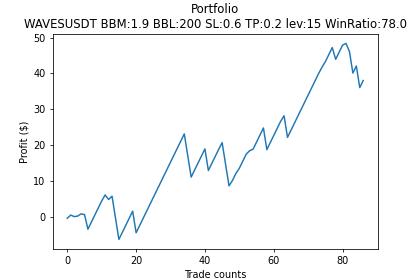 Portfolio
WAVESUSDT BBM:1.9 BBL:200 SL:0.6 TP:0.2 lev:15 WinRatio:78.0
50
40
30
20
10
0
Profit ($)
0 20 40 60 80
Trade counts